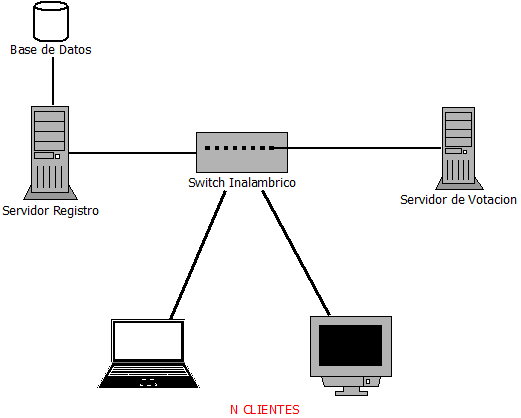 Base de Datos
Switch Inalambrico
Servidor Registro
Servidor de Votacion
N CLIENTES